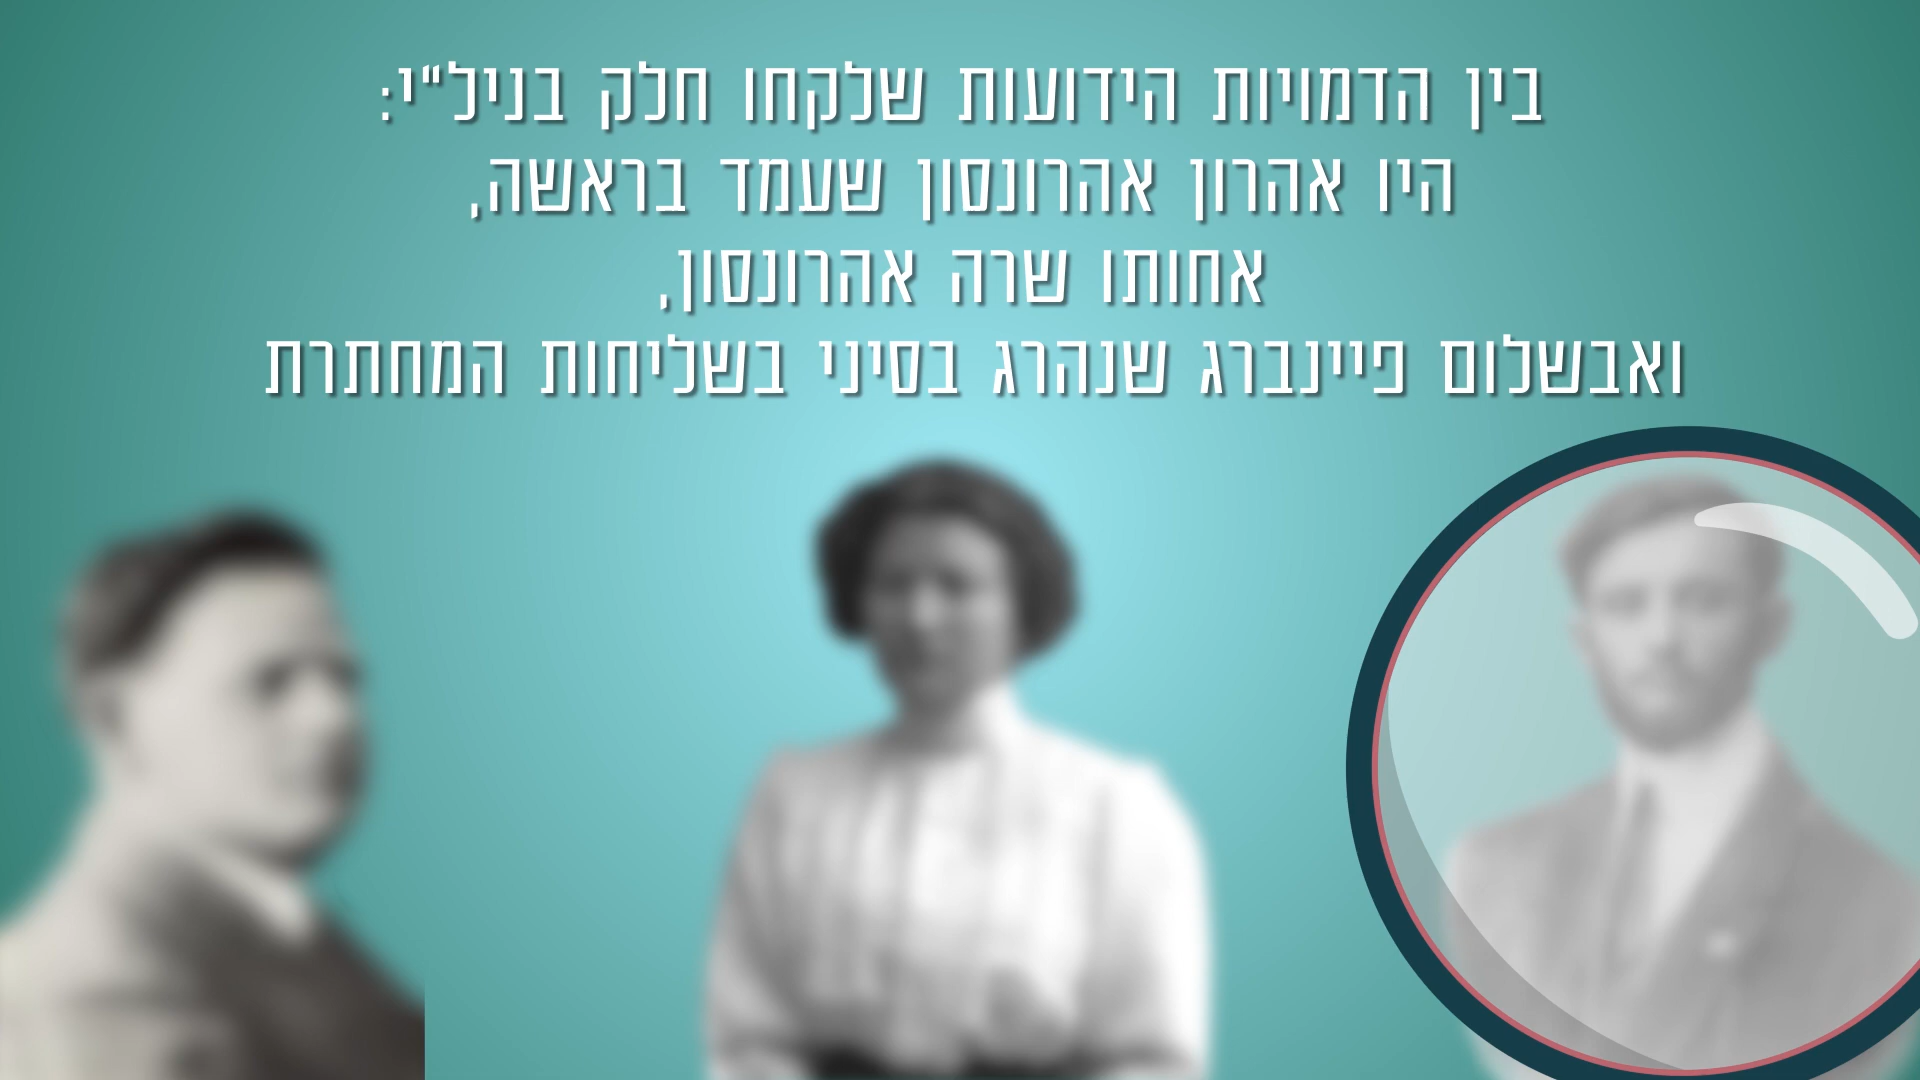 בין הדמויות הידועות שלקחו חלק בניל"י:
היו אהרון אהרונסון שעמד בראשה,
אחותו שרה אהרונסון,
ואבשלום פיינברג שנהרג בסיני בשליחות המחתרת